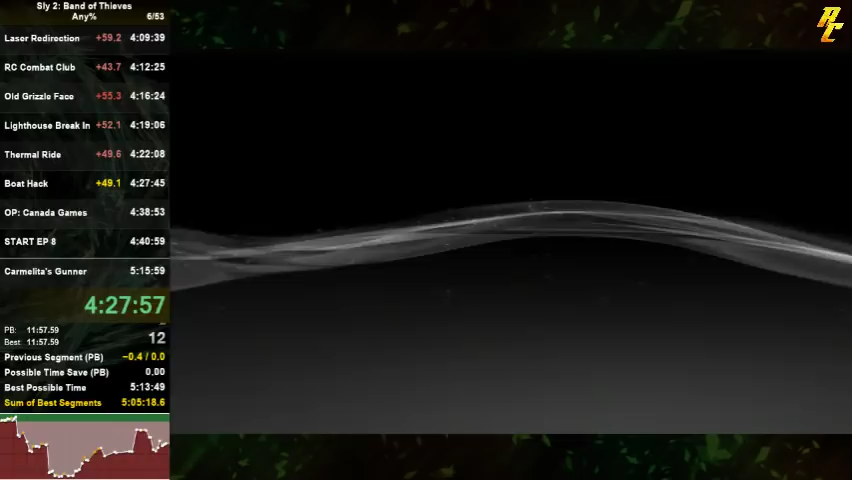 Sly 2: Band of Thieves
Any% 6/53
Laser Redirection +59.2 4:09:39
RC Combat Club +43.7 4:12:25
Old Grizzle Face +55.3 4:16:24
Lighthouse Break In +52.1 4:19:06
Thermal Ride +49.6 4:22:08
Boat Hack +49.1 4:27:45
OP: Canada Games 4:38:53
START EP 8 4:40:59
Carmelita's Gunner 5:15:59
4:27:57
PB: 11:57.59
Best: 11:57.59
12
Previous Segment (PB) −0.4 / 0.0
Possible Time Save (PB) 0.00
Best Possible Time 5:13:49
Sum of Best Segments 5:05:18.6